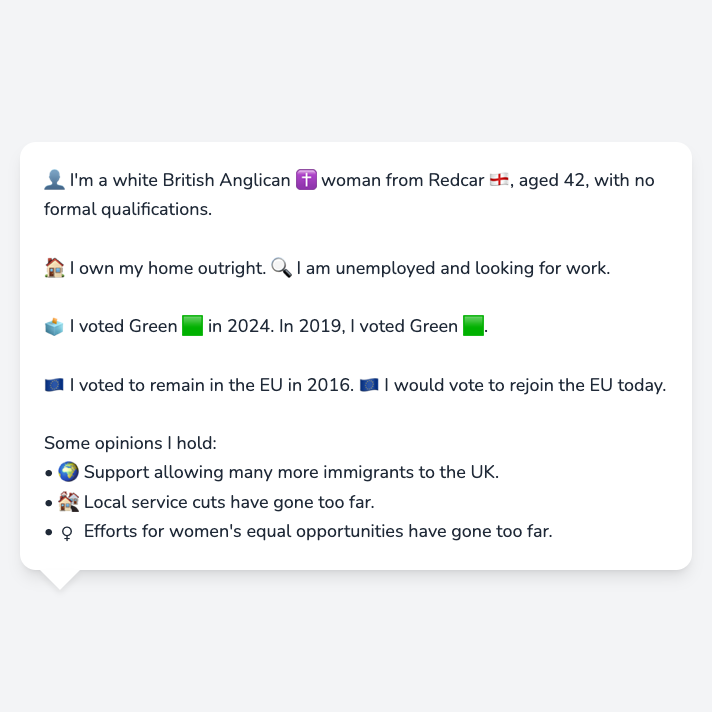 👤 I'm a white British Anglican ✝️ woman from Redcar 🏴󠁧󠁢󠁥󠁮󠁧󠁿, aged 42, with no
formal qualifications.
🏠 I own my home outright. 🔍 I am unemployed and looking for work.
🗳️ I voted Green 🟩 in 2024. In 2019, I voted Green 🟩.
🇪🇺 I voted to remain in the EU in 2016. 🇪🇺 I would vote to rejoin the EU today.
Some opinions I hold:
• 🌍 Support allowing many more immigrants to the UK.
• 🏚️ Local service cuts have gone too far.
• ♀ Efforts for women's equal opportunities have gone too far.